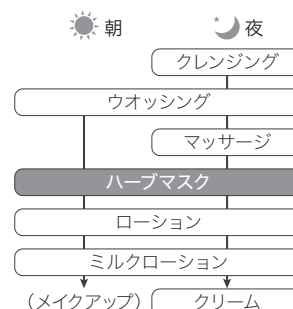 朝 夜
クレンジング
ウオッシング
マッサージ
ハーブマスク
ローション
ミルクローション
(メイクアップ) クリーム